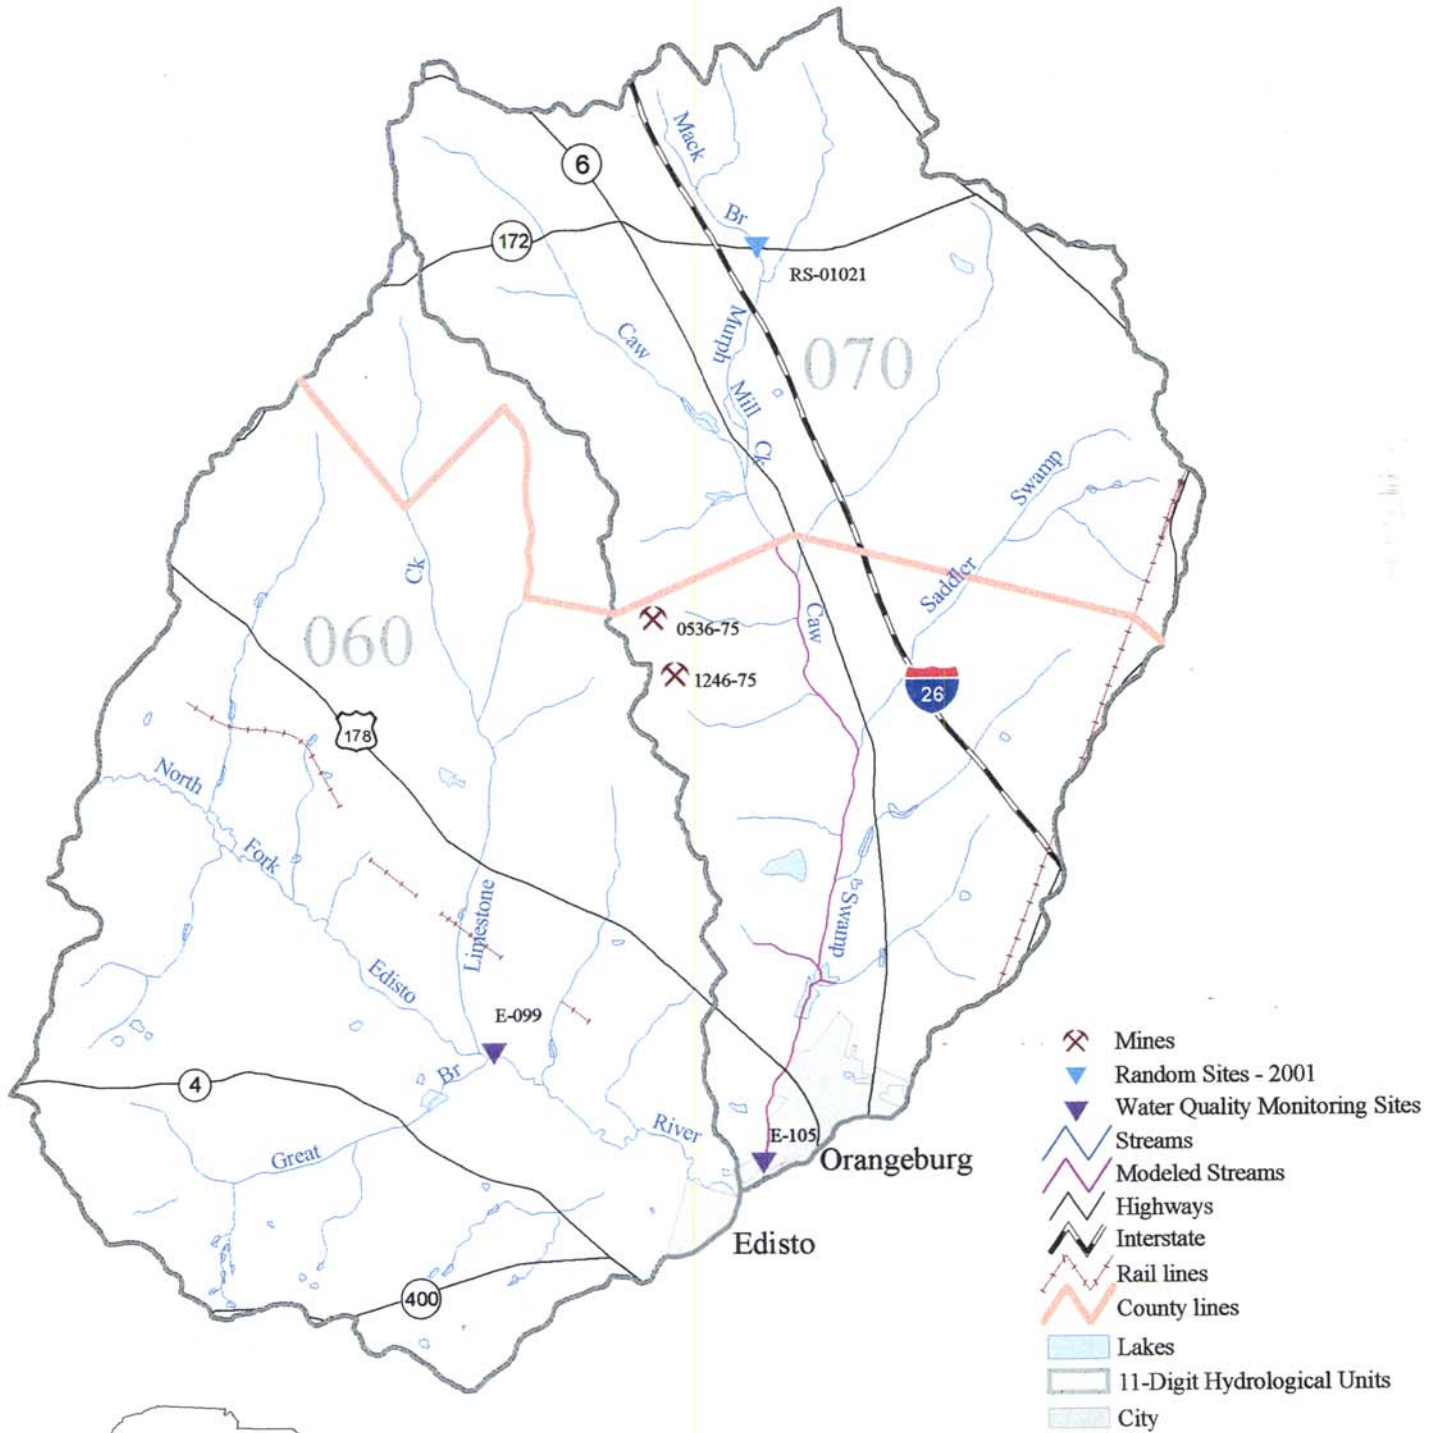 6
Mack
Br
172
RS-01021
Caw
Murph
Mill
Ck
070
Swamp
Saddler
Ck
060
0536-75
1246-75
Caw
26
178
North
Fork
Edisto
Limestone
Swamp
E-099
Br
4
Great
River
E-105
Orangeburg
Edisto
400
Mines
Random Sites - 2001
Water Quality Monitoring Sites
Streams
Modeled Streams
Highways
Interstate
Rail lines
County lines
Lakes
11-Digit Hydrological Units
City